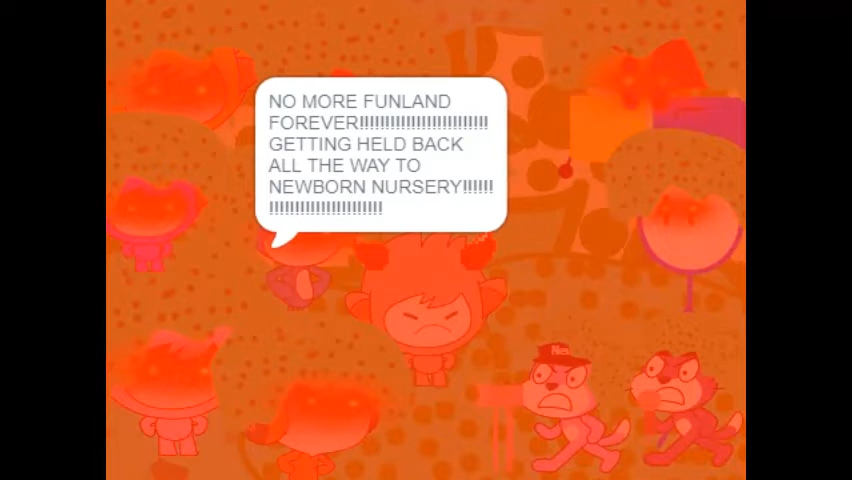 NO MORE FUNLAND
FOREVER!!!!!!!!!!!!!!!!!!!!!!!!!!
GETTING HELD BACK
ALL THE WAY TO
NEWBORN NURSERY!!!!!!
!!!!!!!!!!!!!!!!!!!!!!